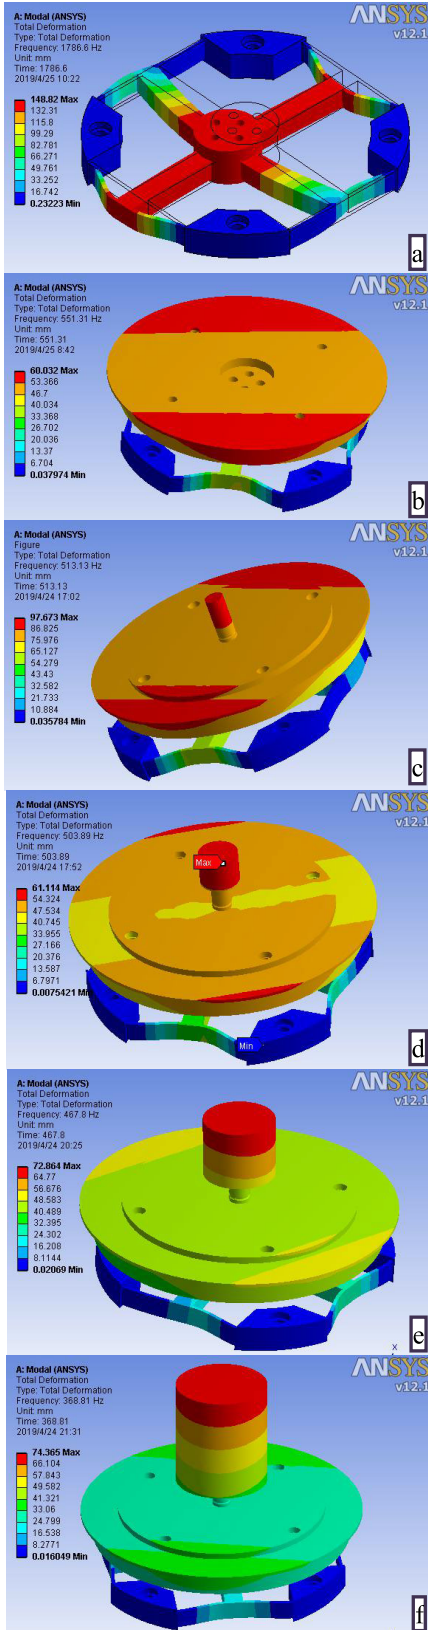 A: Modal (ANSYS)
Total Deformation
Type: Total Deformation
Frequency: 1786.6 Hz
Unit: mm
Time: 1786.6
2019/4/25 10:22
ANSYS
v12.1
148.82 Max
132.31
115.8
99.29
82.781
66.271
49.761
33.252
16.742
0.23223 Min
a
A: Modal (ANSYS)
Total Deformation
Type: Total Deformation
Frequency: 551.31 Hz
Unit: mm
Time: 551.31
2019/4/25 8:42
ANSYS
v12.1
60.032 Max
53.366
46.7
40.034
33.368
26.702
20.036
13.37
6.704
0.037974 Min
b
A: Modal (ANSYS)
Figure
Type: Total Deformation
Frequency: 513.13 Hz
Unit: mm
Time: 513.13
2019/4/24 17:02
ANSYS
v12.1
97.673 Max
86.825
75.976
65.127
54.279
43.43
32.582
21.733
10.884
0.035784 Min
c
A: Modal (ANSYS)
Total Deformation
Type: Total Deformation
Frequency: 503.89 Hz
Unit: mm
Time: 503.89
2019/4/24 17:52
ANSYS
v12.1
61.114 Max
54.324
47.534
40.745
33.955
27.166
20.376
13.587
6.7971
0.0075421 Min
Max
Min
d
A: Modal (ANSYS)
Total Deformation
Type: Total Deformation
Frequency: 467.8 Hz
Unit: mm
Time: 467.8
2019/4/24 20:25
ANSYS
v12.1
72.864 Max
64.77
56.676
48.583
40.489
32.395
24.302
16.208
8.1144
0.02069 Min
X
e
A: Modal (ANSYS)
Total Deformation
Type: Total Deformation
Frequency: 368.81 Hz
Unit: mm
Time: 368.81
2019/4/24 21:31
ANSYS
v12.1
74.365 Max
66.104
57.843
49.582
41.321
33.06
24.799
16.538
8.2771
0.016049 Min
f